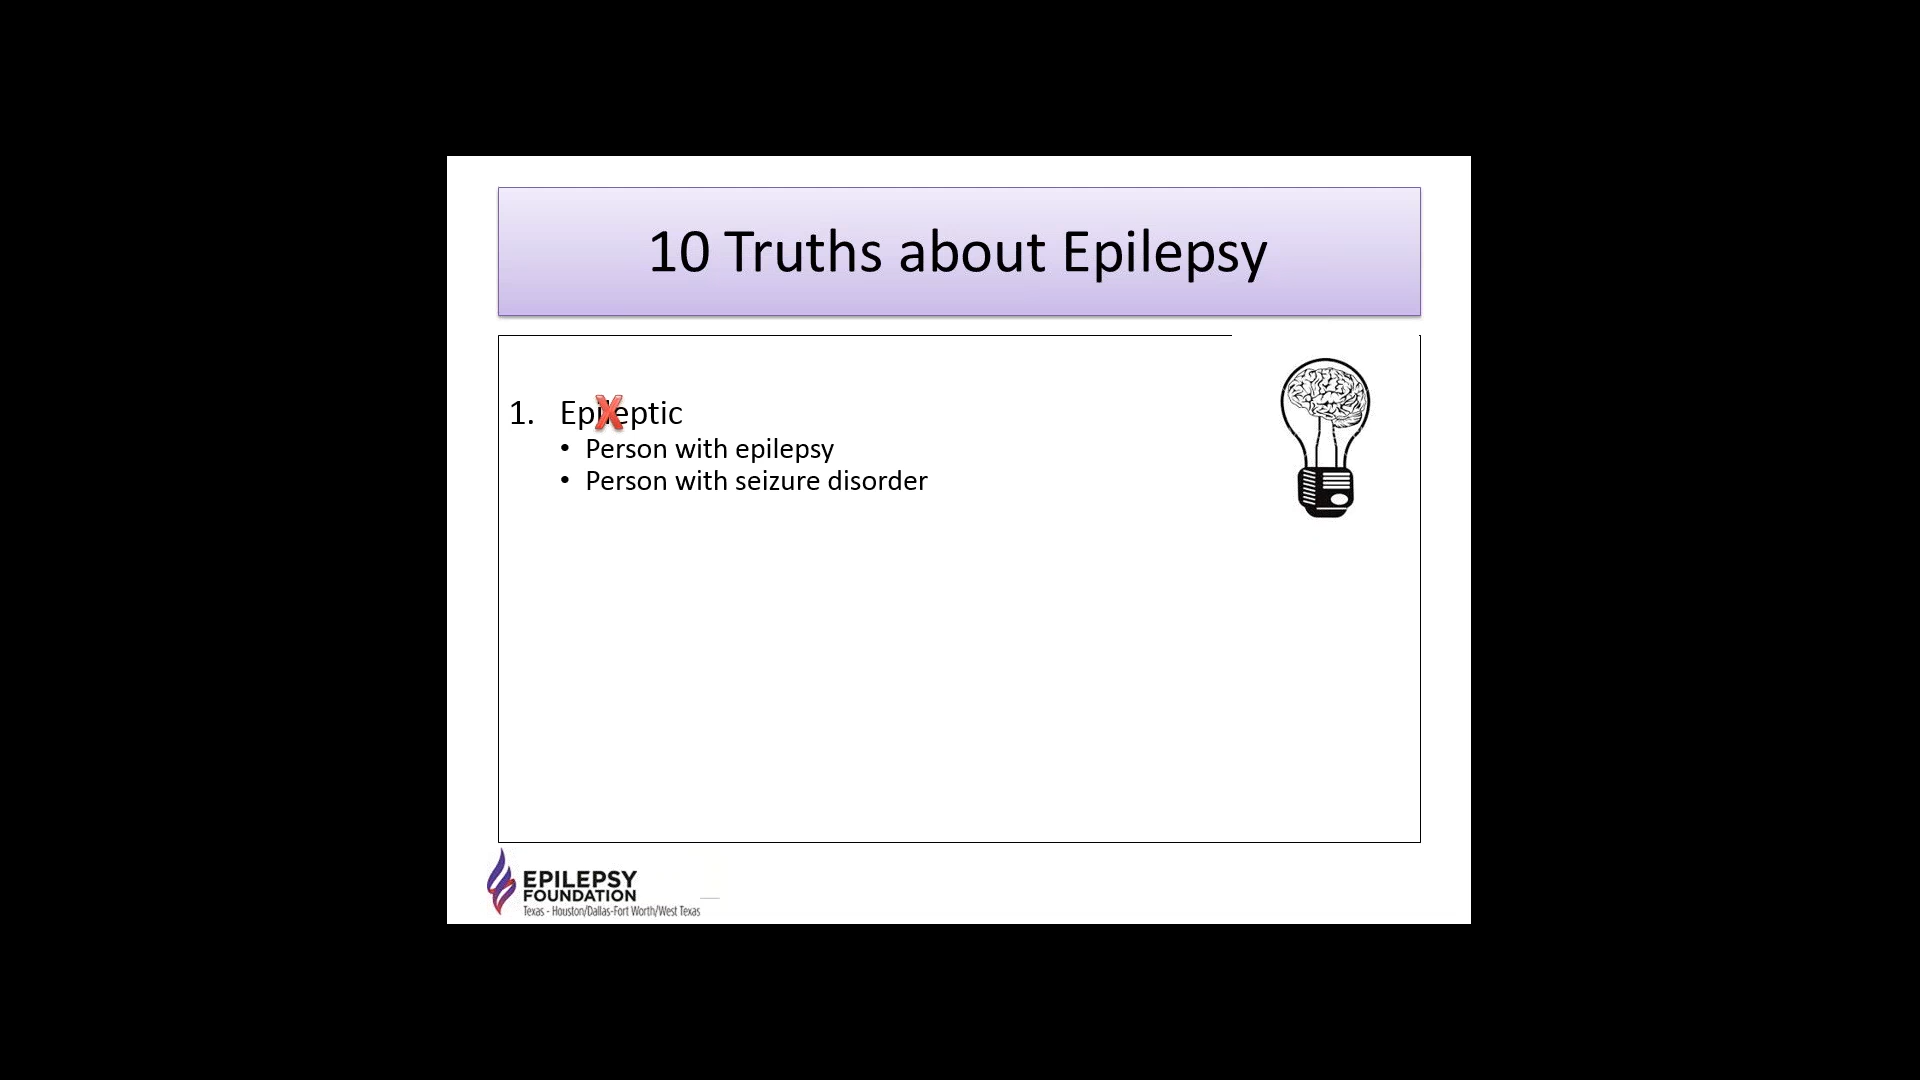 10 Truths about Epilepsy
1. Epileptic
• Person with epilepsy
• Person with seizure disorder
EPILEPSY
FOUNDATION
Texas - Houston/Dallas-Fort Worth/West Texas